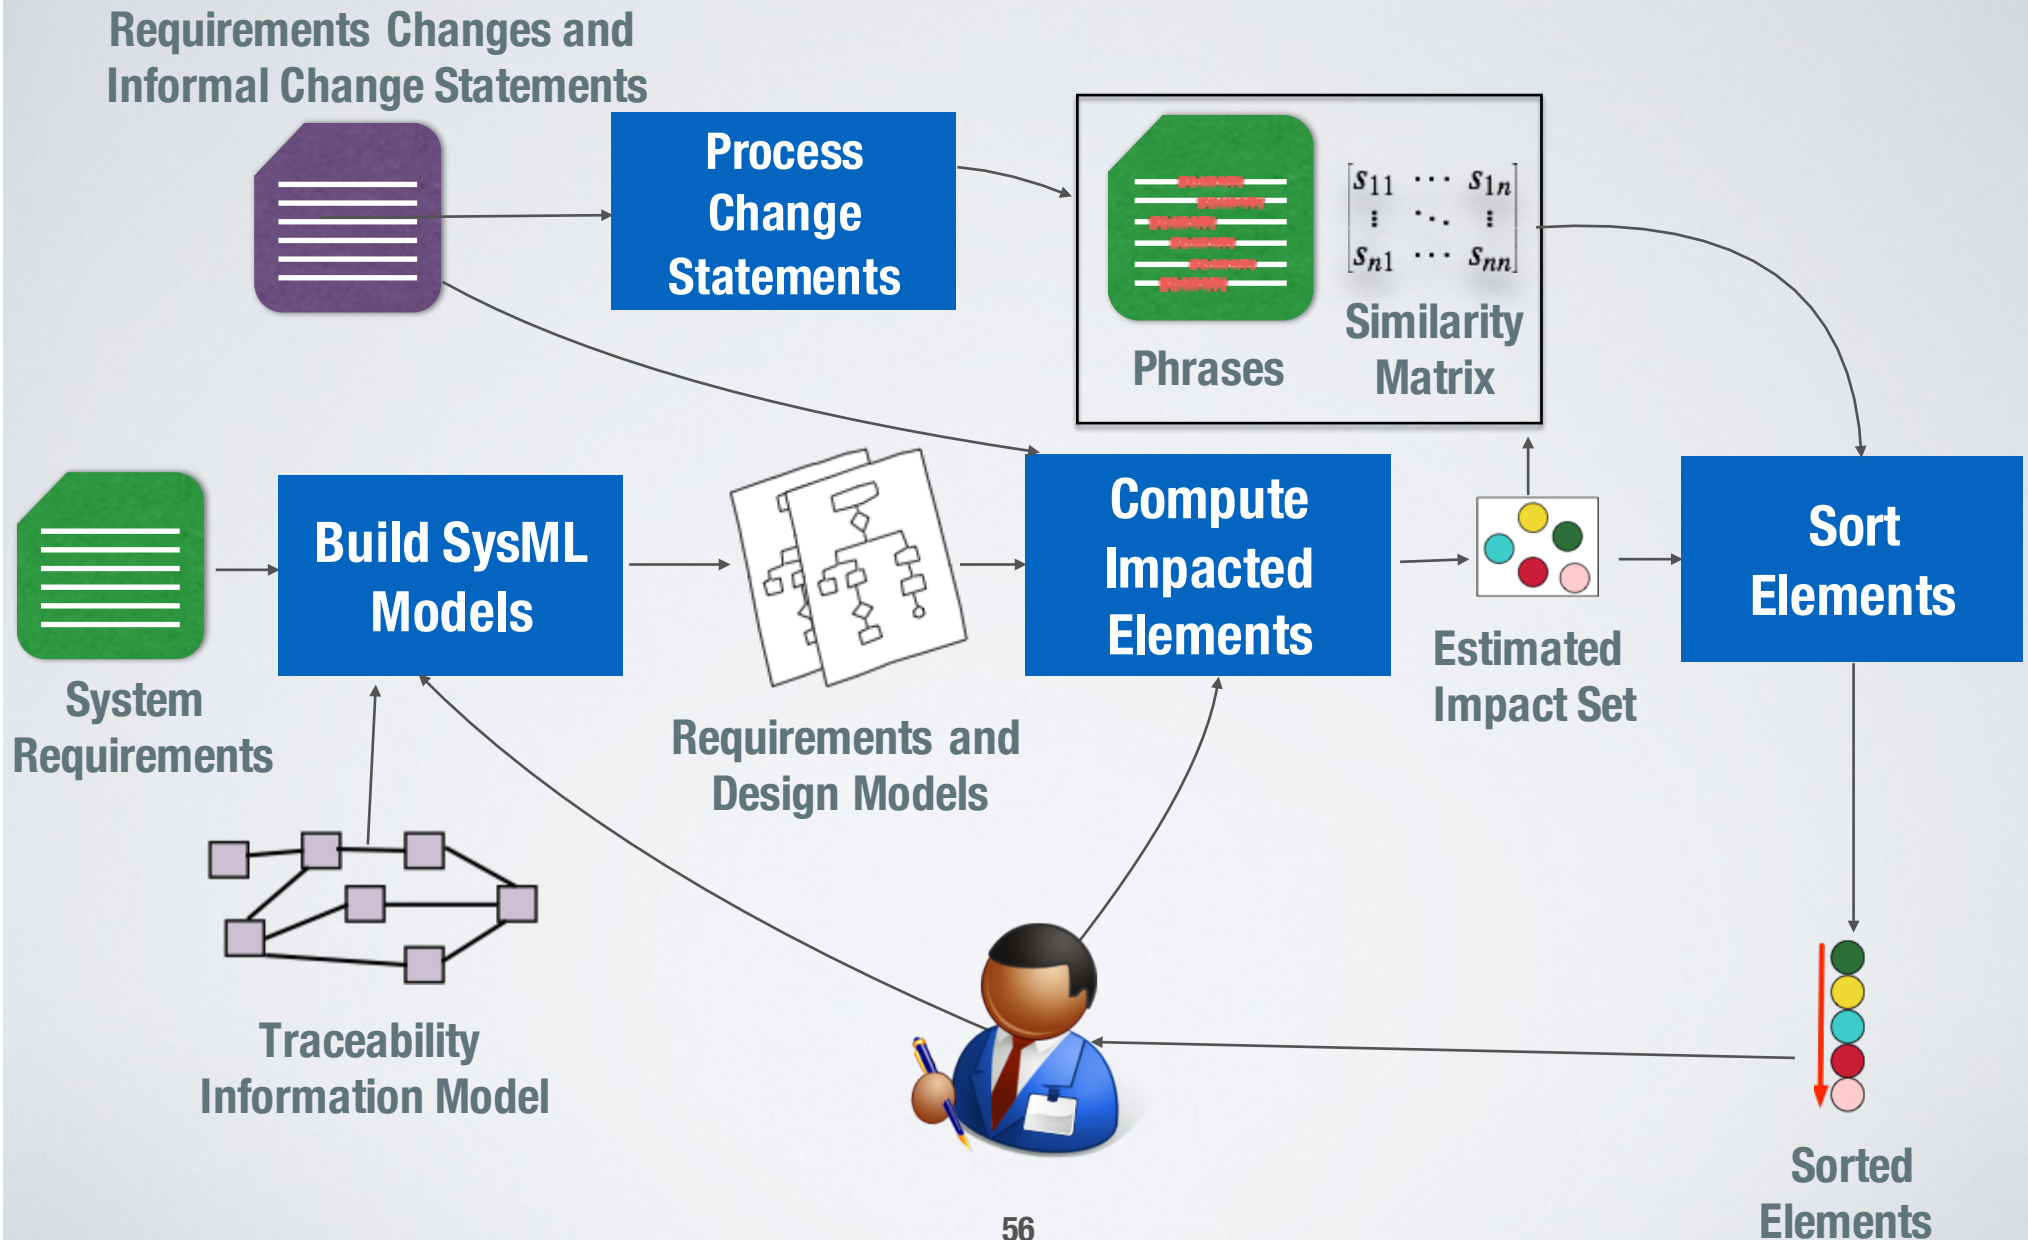 Requirements Changes and
Informal Change Statements
Process
Change
Statements
s11 ⋯ s1n
⋮ ⋱ ⋮
sn1 ⋯ snn
Phrases
Similarity
Matrix
Build SysML
Models
Compute
Impacted
Elements
Sort
Elements
System
Requirements
Requirements and
Design Models
Estimated
Impact Set
Traceability
Information Model
Sorted
Elements
56